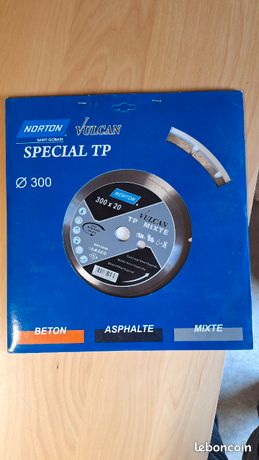 NORTON
SAINT-GOBAIN
VULCAN
SPECIAL TP
Ø 300
NORTON
300 x 20
VULCAN
TP MIXTE
BETON
ASPHALTE
MIXTE
leboncoin